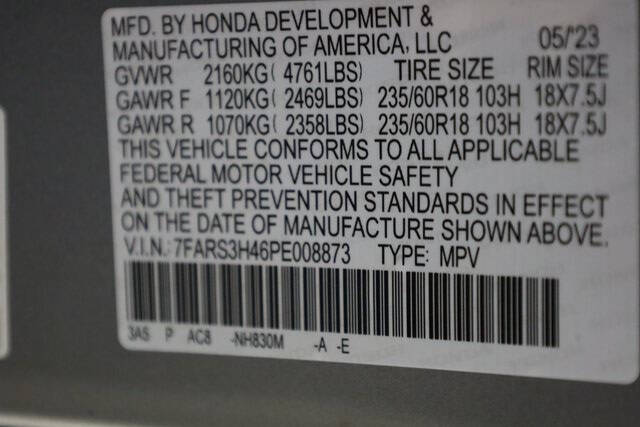 MFD. BY HONDA DEVELOPMENT &
MANUFACTURING OF AMERICA, LLC 05/'23
GVWR 2160KG( 4761LBS) TIRE SIZE RIM SIZE
GAWR F 1120KG( 2469LBS) 235/60R18 103H 18X7.5J
GAWR R 1070KG( 2358LBS) 235/60R18 103H 18X7.5J
THIS VEHICLE CONFORMS TO ALL APPLICABLE
FEDERAL MOTOR VEHICLE SAFETY
AND THEFT PREVENTION STANDARDS IN EFFECT
ON THE DATE OF MANUFACTURE SHOWN ABOVE.
V.I.N.: 7FARS3H46PE008873 TYPE: MPV
3AS P AC8 -NH830M -A -E